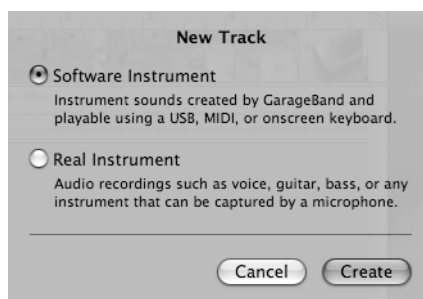 New Track
Software Instrument
Instrument sounds created by GarageBand and
playable using a USB, MIDI, or onscreen keyboard.
Real Instrument
Audio recordings such as voice, guitar, bass, or any
instrument that can be captured by a microphone.
Cancel Create